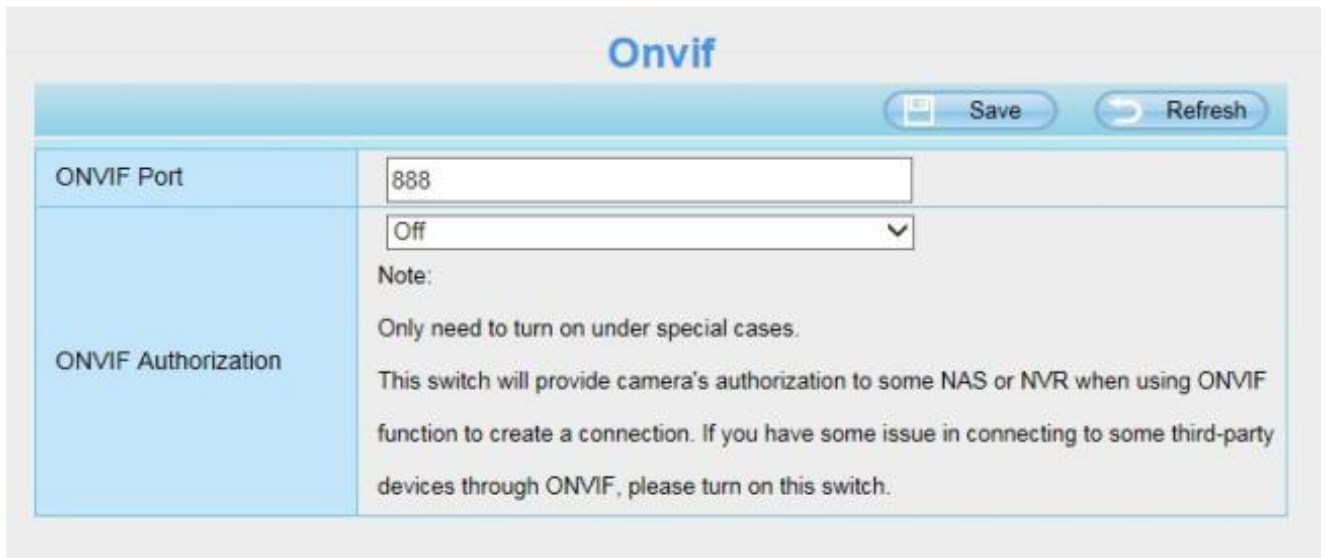 Onvif
Save Refresh
ONVIF Port 888
Off
Note:
Only need to turn on under special cases.
ONVIF Authorization
This switch will provide camera's authorization to some NAS or NVR when using ONVIF
function to create a connection. If you have some issue in connecting to some third-party
devices through ONVIF, please turn on this switch.